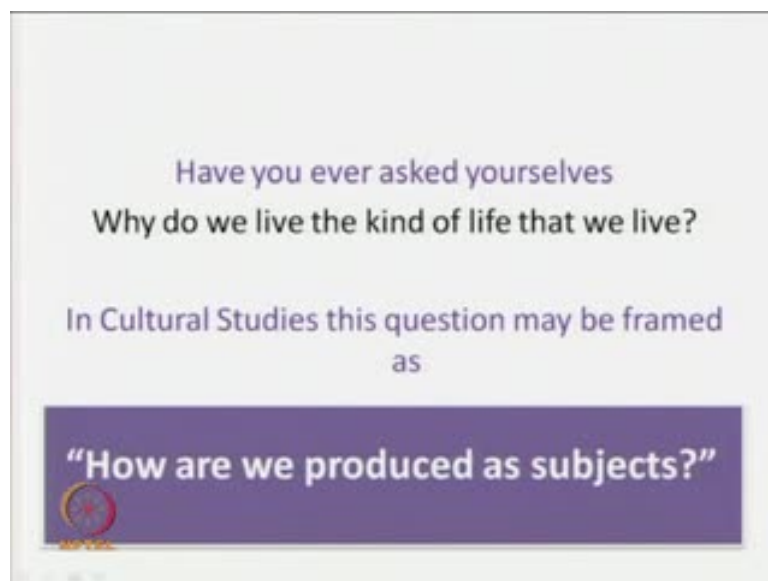 Have you ever asked yourselves
Why do we live the kind of life that we live?
In Cultural Studies this question may be framed
as
“How are we produced as subjects?”
NPTEL